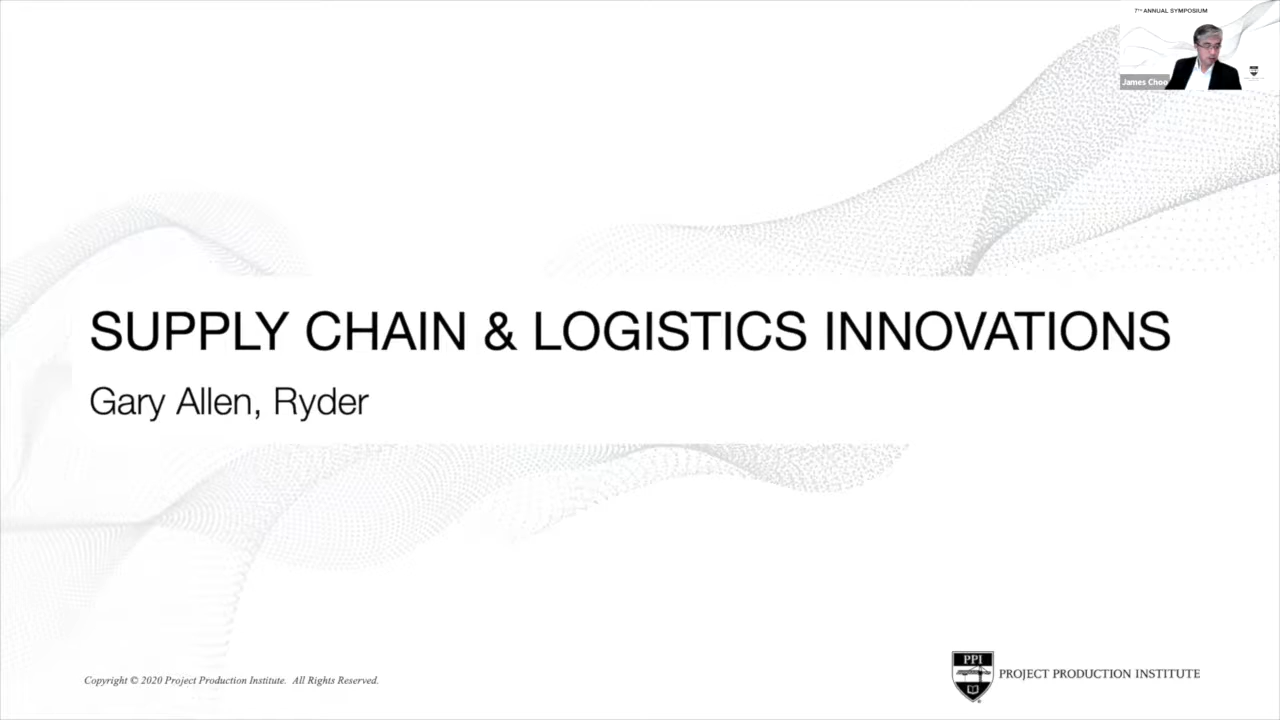 7TH ANNUAL SYMPOSIUM
James Choo
SUPPLY CHAIN & LOGISTICS INNOVATIONS
Gary Allen, Ryder
Copyright © 2020 Project Production Institute. All Rights Reserved.
PPI
PROJECT PRODUCTION INSTITUTE